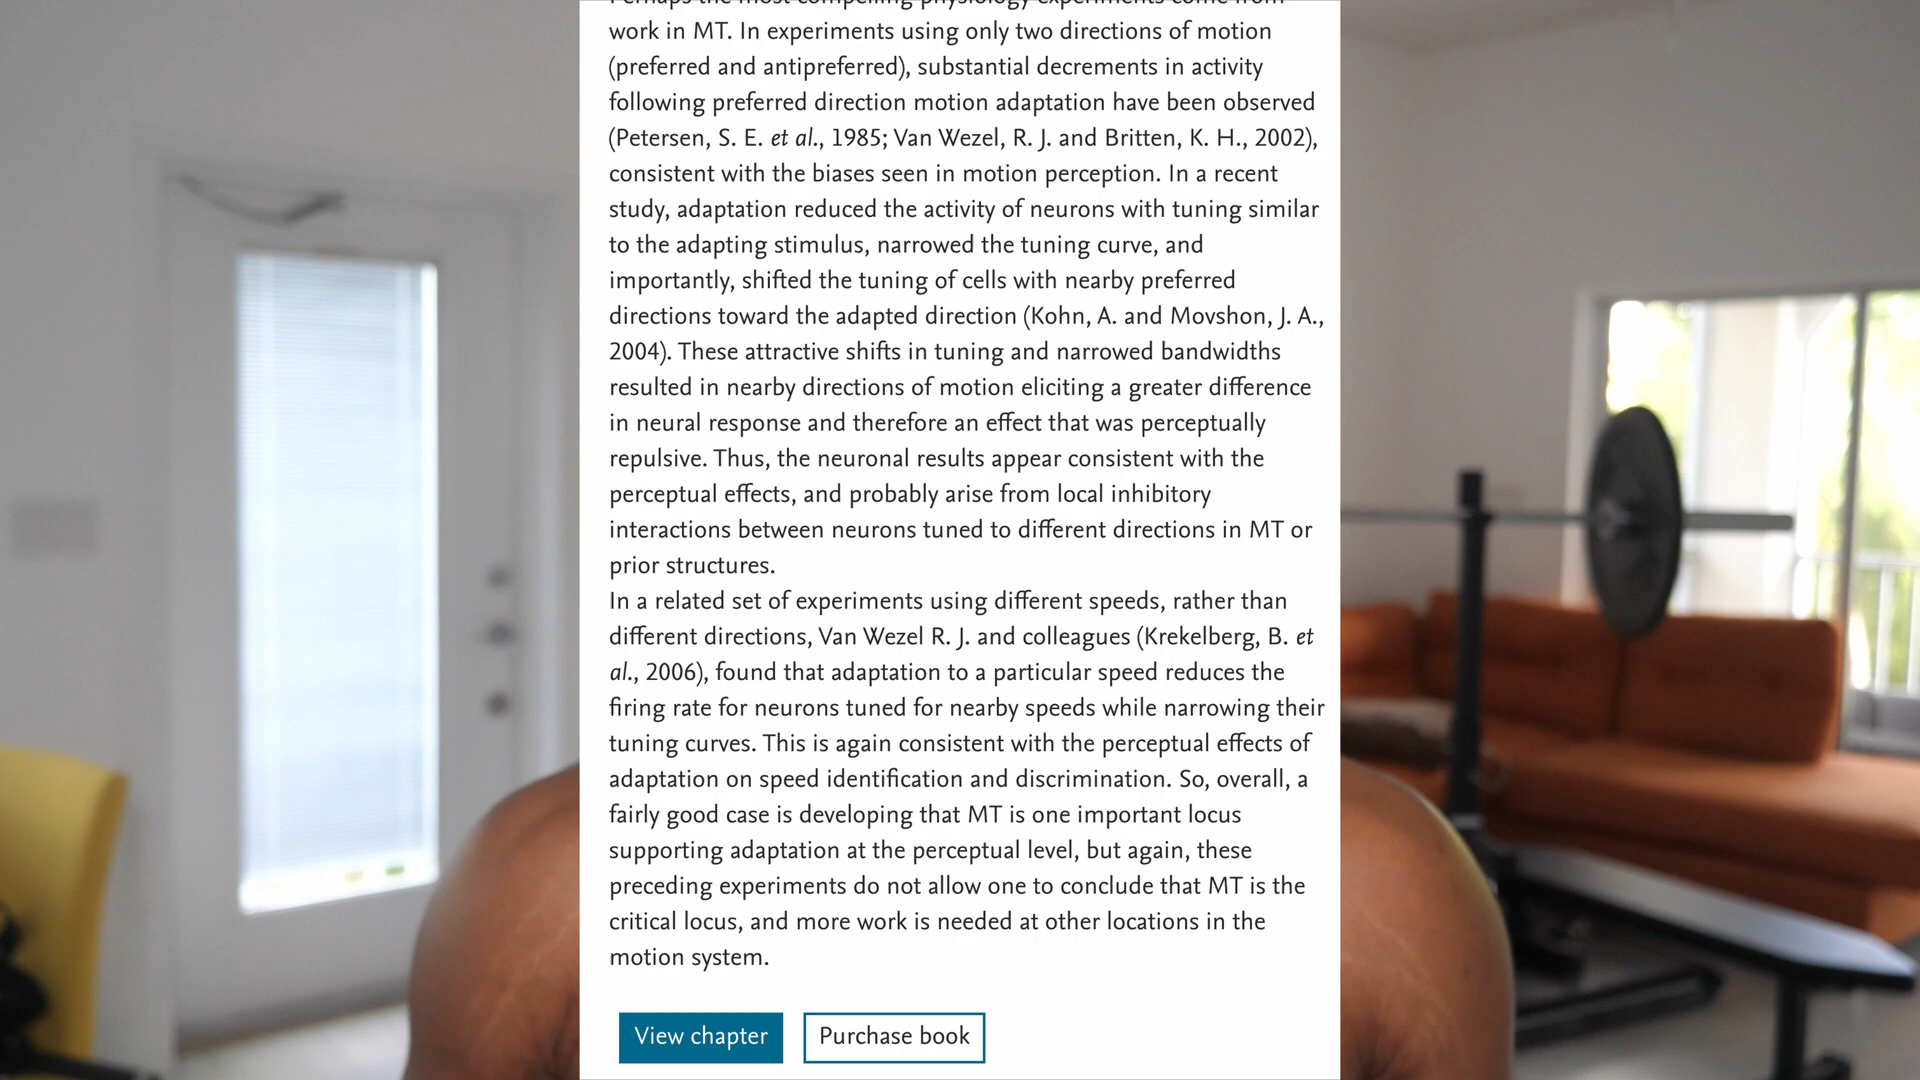 Perhaps the most compelling physiology experiments come from
work in MT. In experiments using only two directions of motion
(preferred and antipreferred), substantial decrements in activity
following preferred direction motion adaptation have been observed
(Petersen, S. E. et al., 1985; Van Wezel, R. J. and Britten, K. H., 2002),
consistent with the biases seen in motion perception. In a recent
study, adaptation reduced the activity of neurons with tuning similar
to the adapting stimulus, narrowed the tuning curve, and
importantly, shifted the tuning of cells with nearby preferred
directions toward the adapted direction (Kohn, A. and Movshon, J. A.,
2004). These attractive shifts in tuning and narrowed bandwidths
resulted in nearby directions of motion eliciting a greater difference
in neural response and therefore an effect that was perceptually
repulsive. Thus, the neuronal results appear consistent with the
perceptual effects, and probably arise from local inhibitory
interactions between neurons tuned to different directions in MT or
prior structures.
In a related set of experiments using different speeds, rather than
different directions, Van Wezel R. J. and colleagues (Krekelberg, B. et
al., 2006), found that adaptation to a particular speed reduces the
firing rate for neurons tuned for nearby speeds while narrowing their
tuning curves. This is again consistent with the perceptual effects of
adaptation on speed identification and discrimination. So, overall, a
fairly good case is developing that MT is one important locus
supporting adaptation at the perceptual level, but again, these
preceding experiments do not allow one to conclude that MT is the
critical locus, and more work is needed at other locations in the
motion system.
View chapter
Purchase book